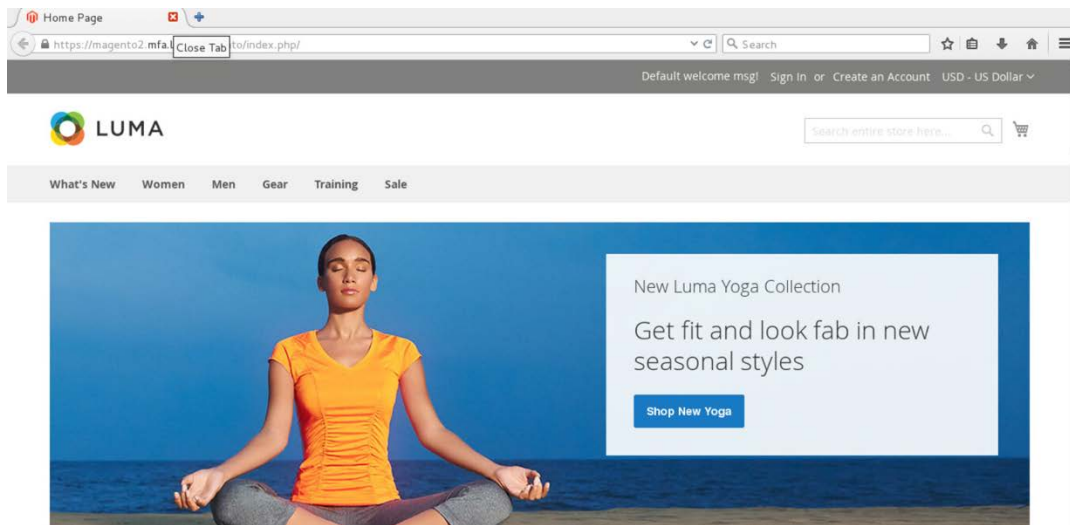 Home Page
https://magento2.mfa. to/index.php/
Close Tab
Search
Default welcome msg! Sign In or Create an Account USD - US Dollar
LUMA
Search entire store here...
What's New Women Men Gear Training Sale
New Luma Yoga Collection
Get fit and look fab in new
seasonal styles
Shop New Yoga